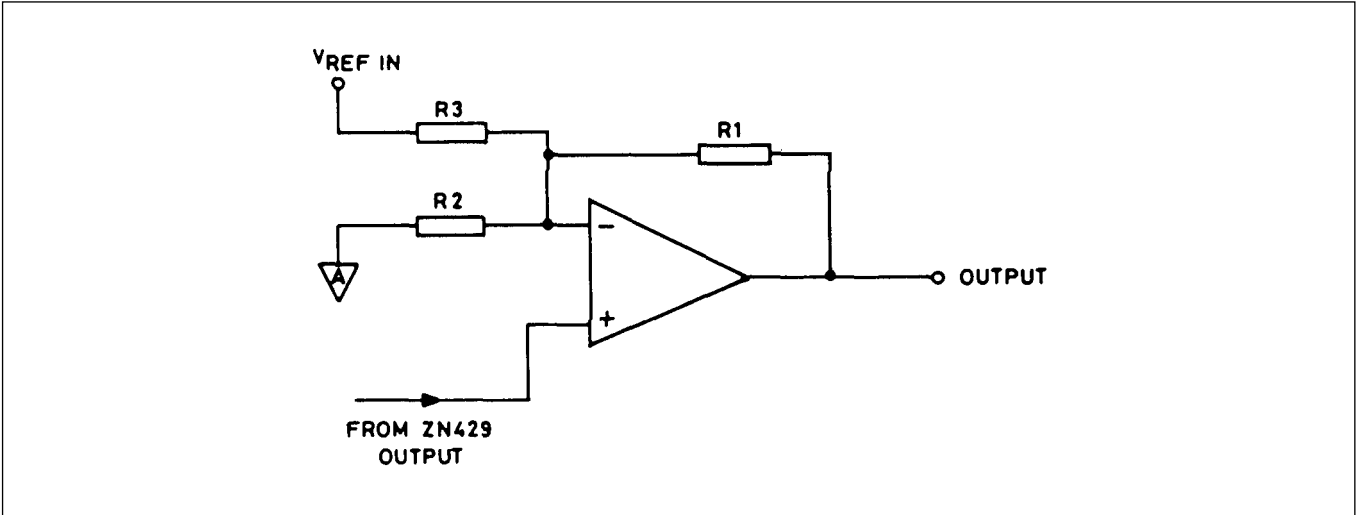 VREF IN
R3
R1
R2
A
−
+
OUTPUT
FROM ZN429
OUTPUT